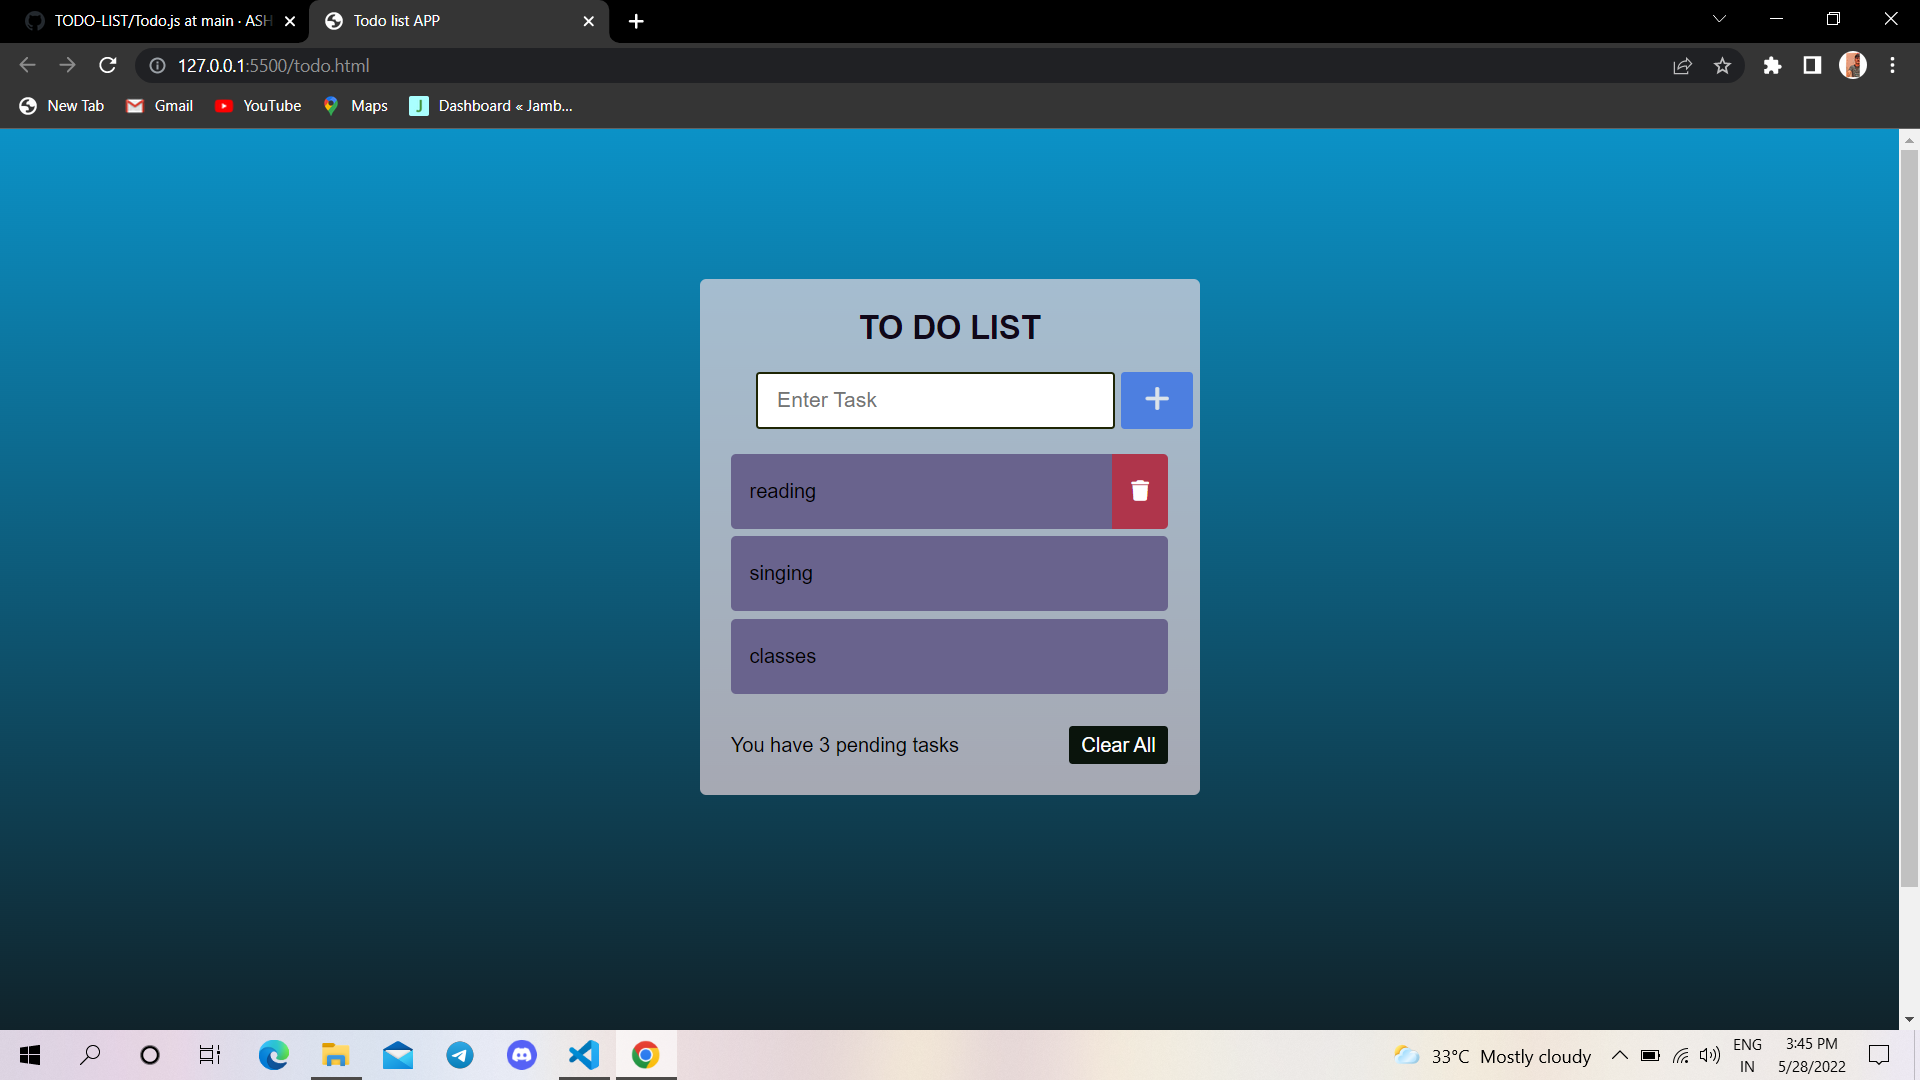 TODO-LIST/Todo.js at main · ASH
Todo list APP
127.0.0.1:5500/todo.html
New Tab
Gmail
YouTube
Maps
J
Dashboard « Jamb...
TO DO LIST
Enter Task
reading
singing
classes
You have 3 pending tasks
Clear All
33°C Mostly cloudy
ENG
IN
3:45 PM
5/28/2022